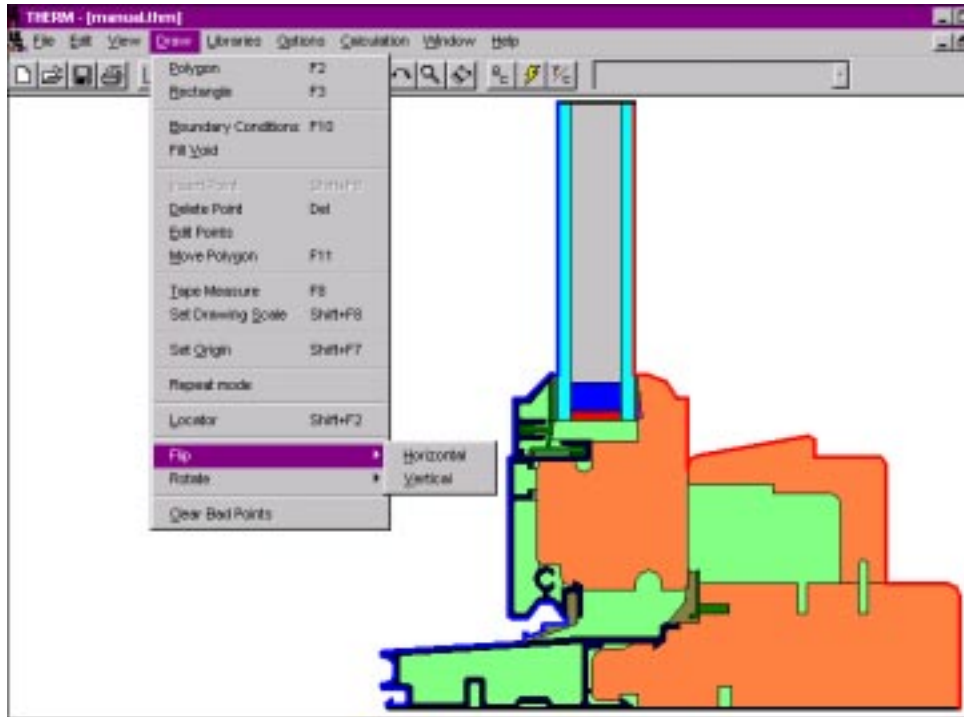 THERM - [manual.thm]
File Edit View Draw Libraries Options Calculation Window Help
Polygon F2
Rectangle F3
Boundary Conditions F10
Fill Void
Insert Point
Delete Point Del
Edit Points
Move Polygon F11
Tape Measure F8
Set Drawing Scale Shift+F8
Set Origin Shift+F7
Repeat mode
Locator Shift+F2
Flip
Horizontal
Rotate
Vertical
Clear Bad Points